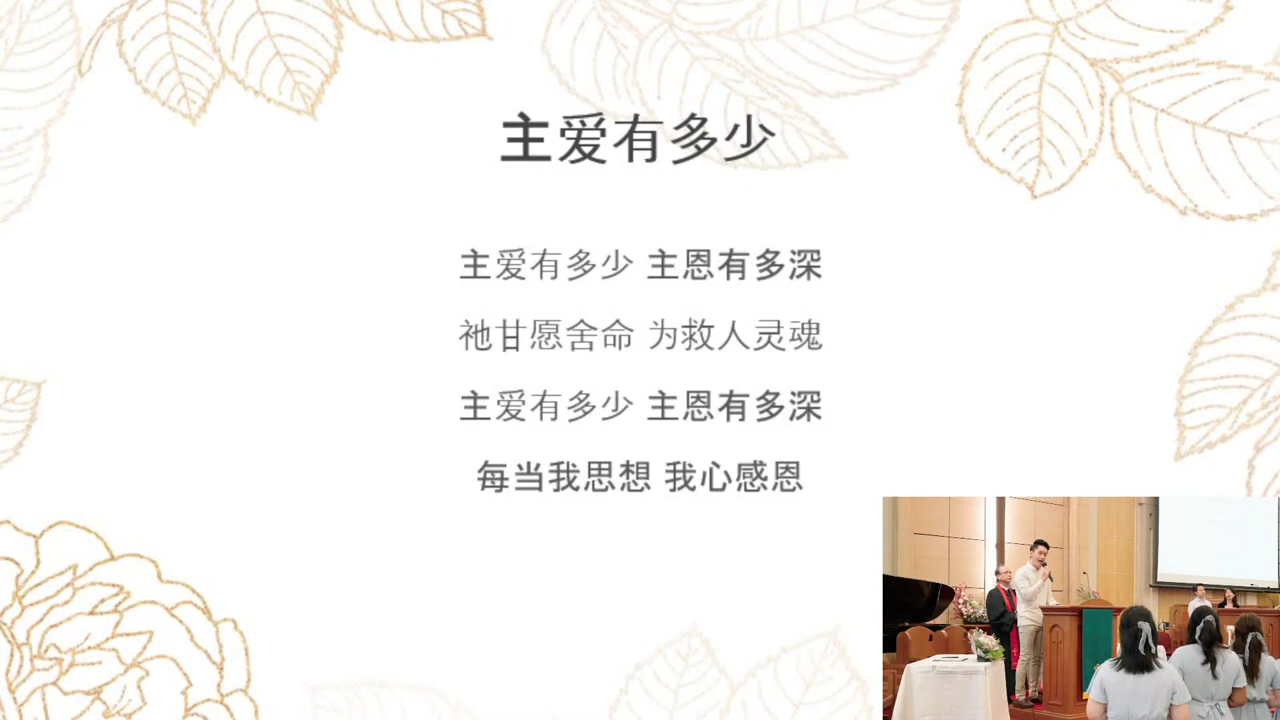 主爱有多少
主爱有多少 主恩有多深
祂甘愿舍命 为救人灵魂
主爱有多少 主恩有多深
每当我思想 我心感恩